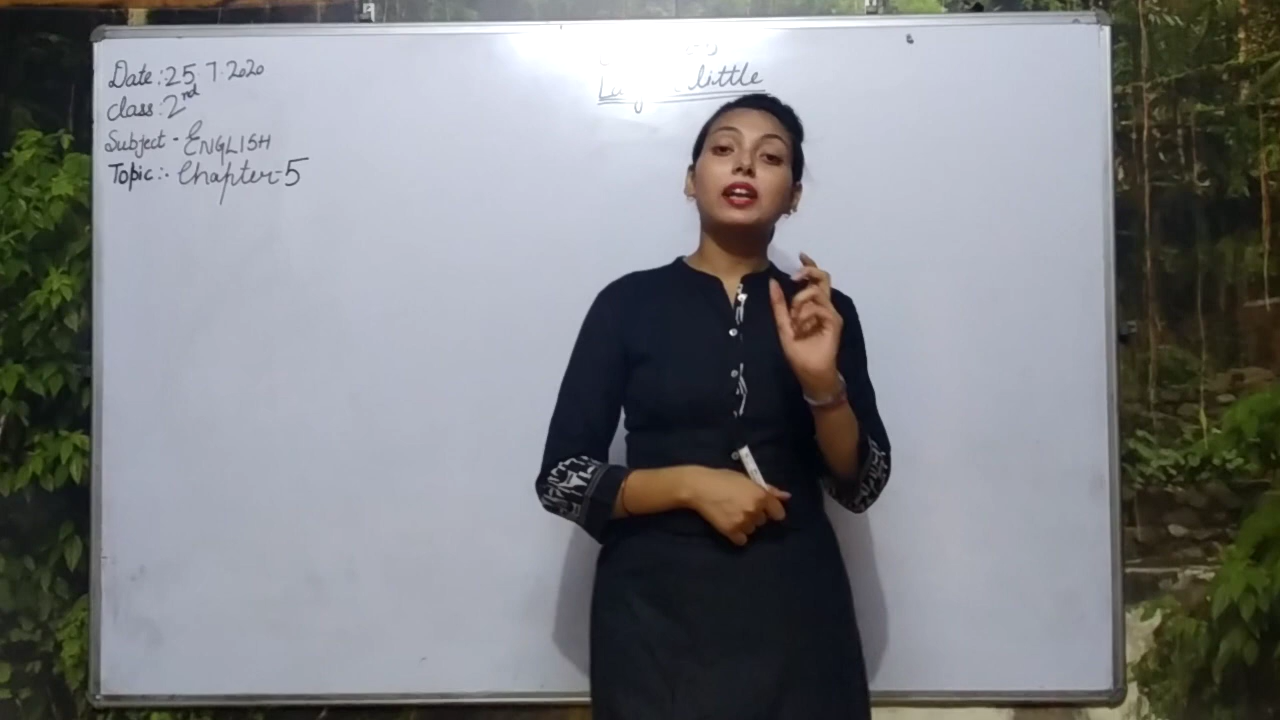 Date : 25 7.2020
Class : 2nd
Subject - ENGLISH
Topic :- Chapter-5
little